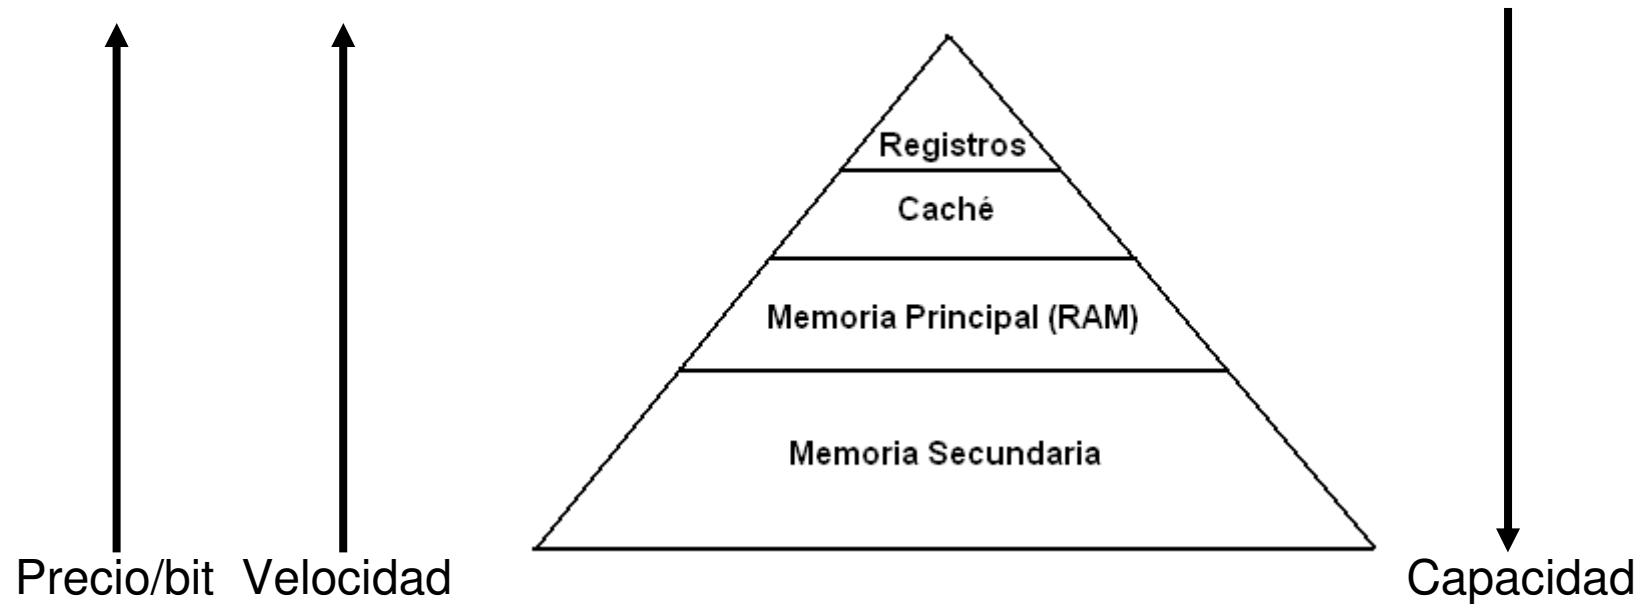 Registros
Caché
Memoria Principal (RAM)
Memoria Secundaria
Precio/bit Velocidad Capacidad